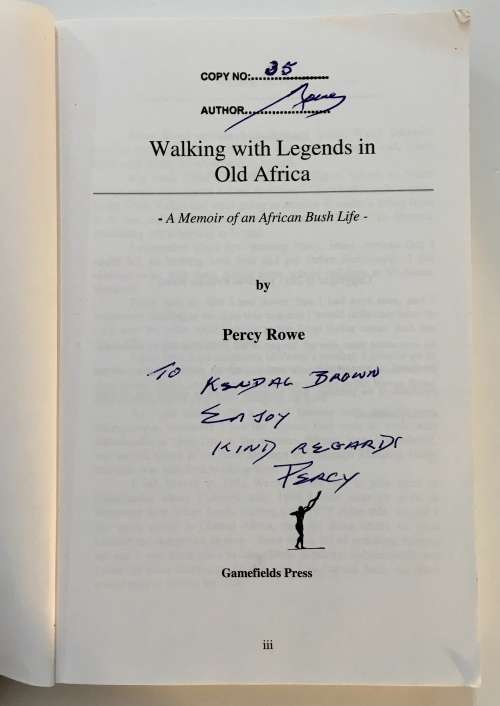 COPY NO:....35....................
AUTHOR.........Rowe..............
Walking with Legends in
Old Africa
- A Memoir of an African Bush Life -
by
Percy Rowe
To KENDAL BROWN
ENJOY
KIND REGARDS
PERCY
Gamefields Press
iii